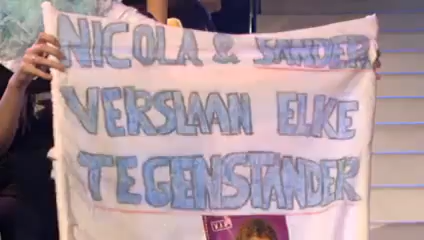 NICOLA & SANDER
VERSLAAN ELKE
TEGENSTANDER
V.I.P.